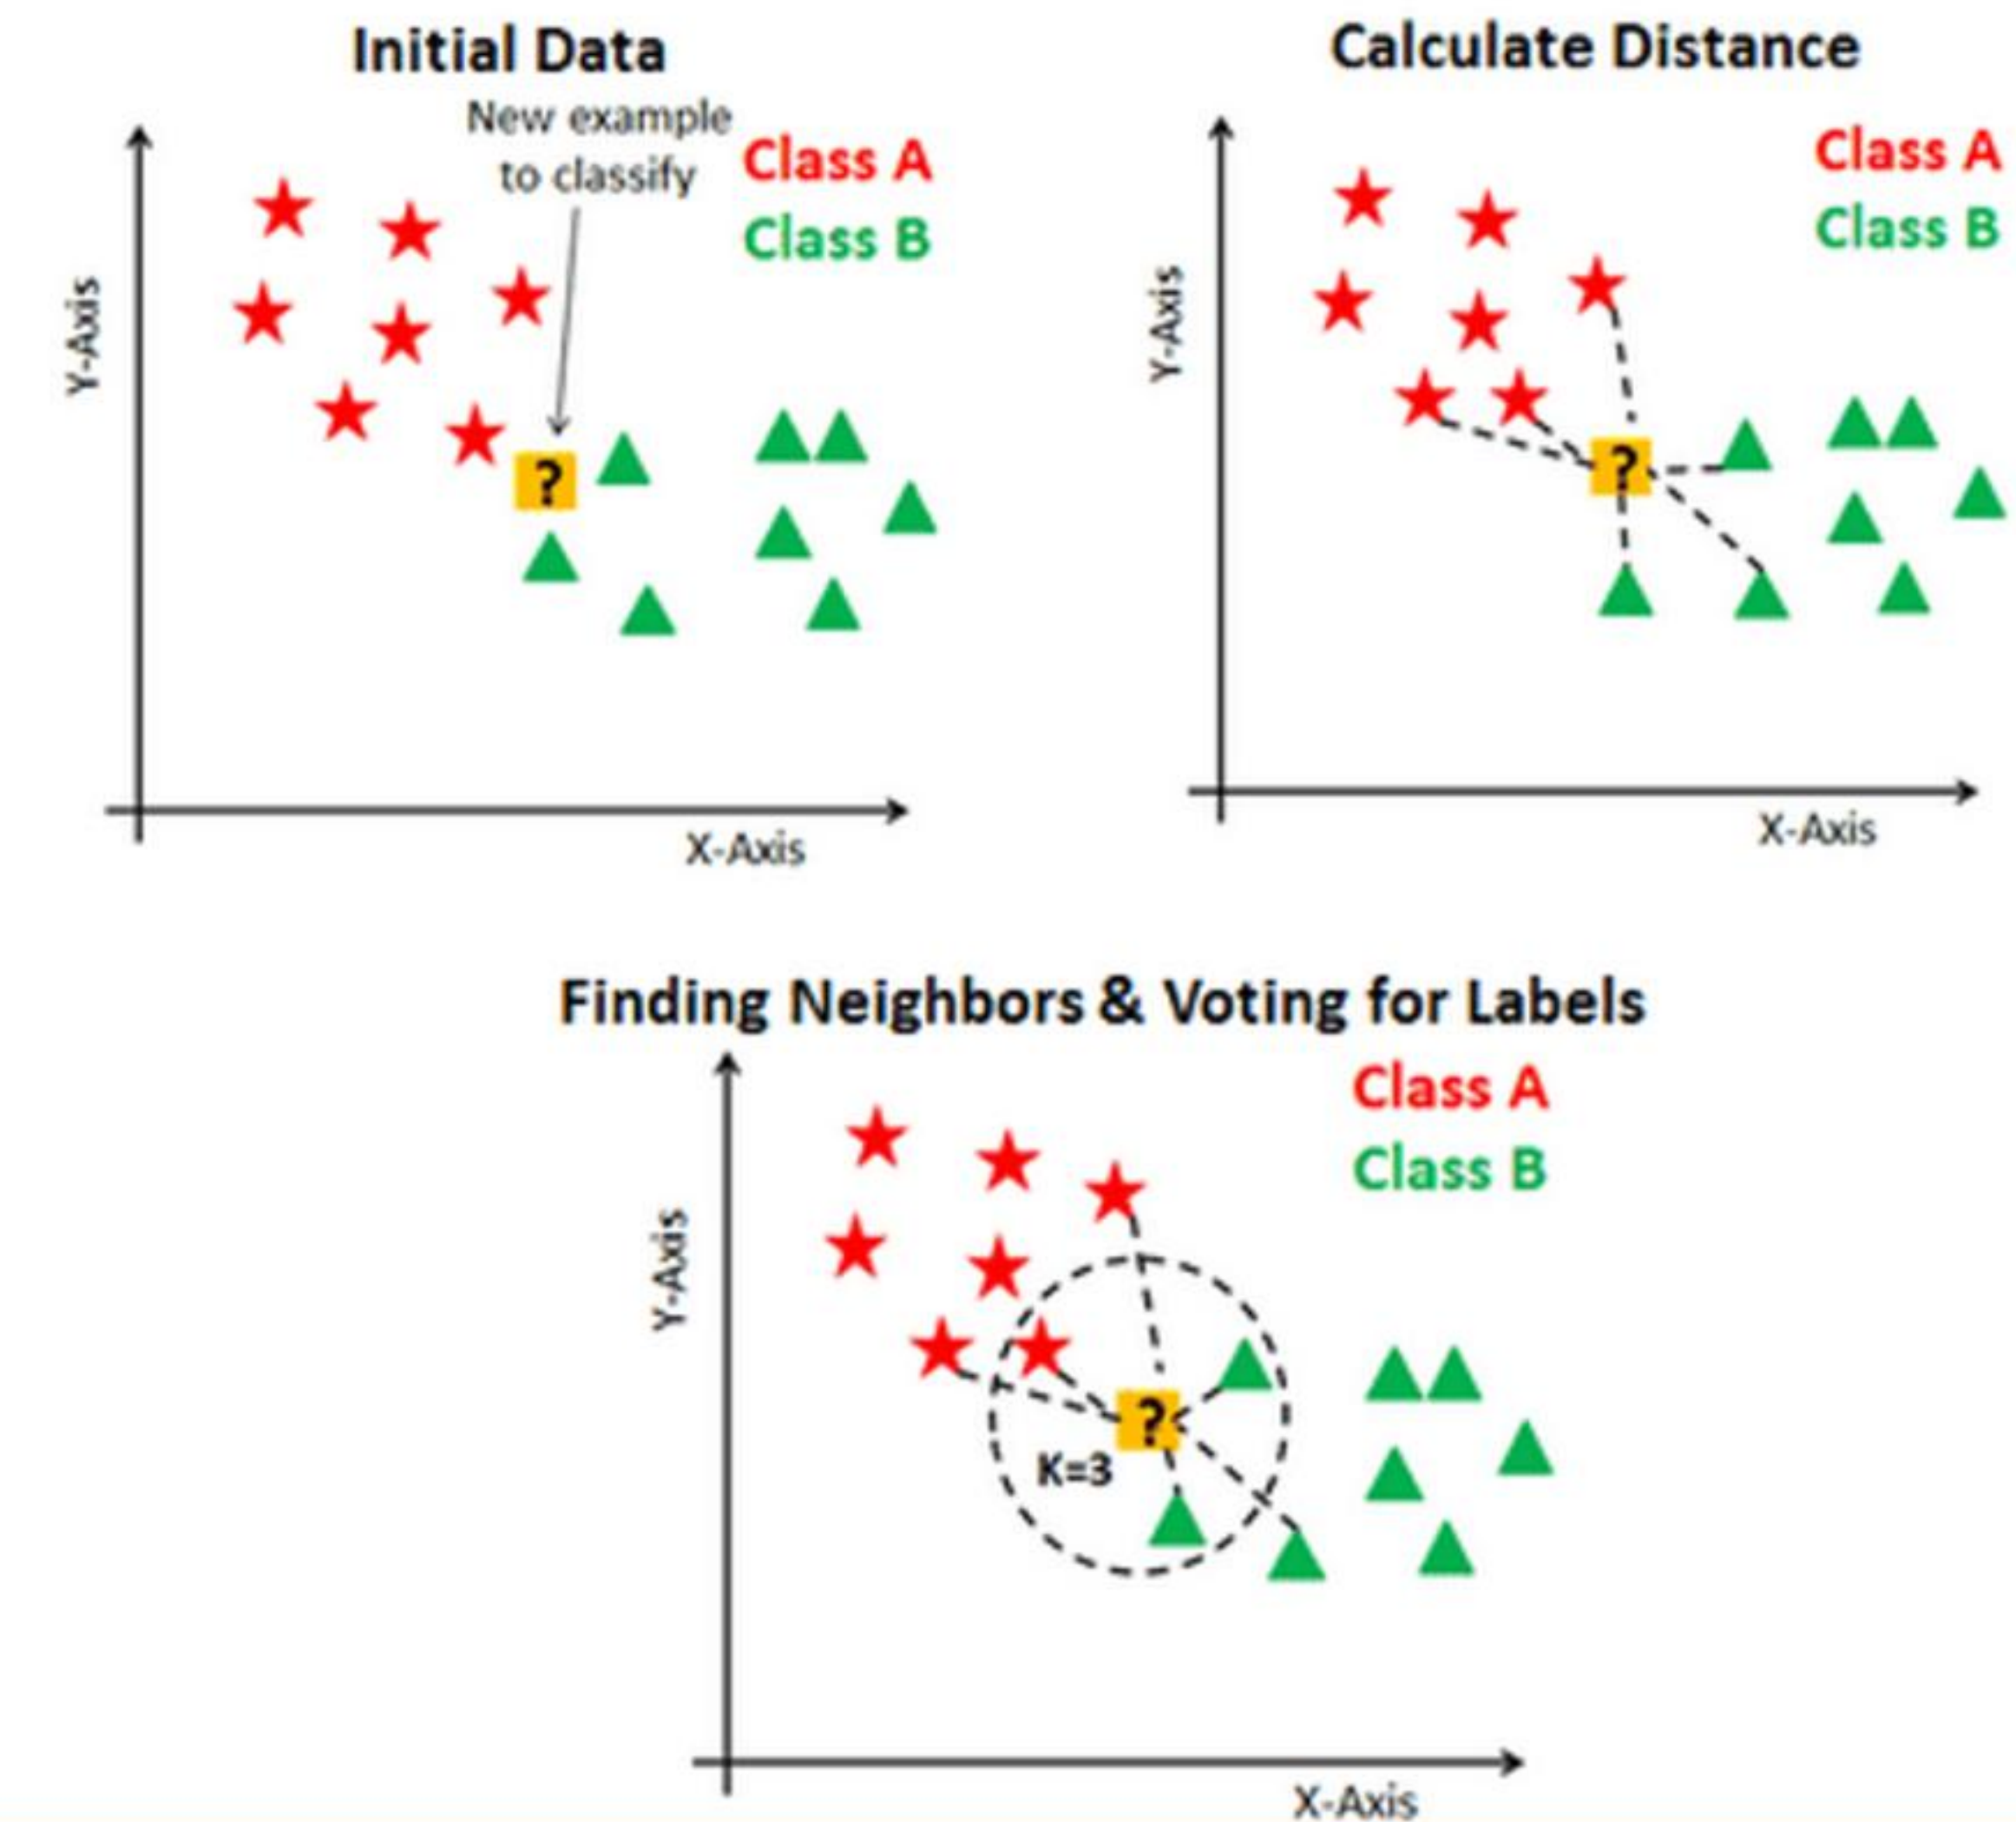 Initial Data
New example
to classify
Class A
Class B
Y-Axis
?
X-Axis
Calculate Distance
Class A
Class B
Y-Axis
?
X-Axis
Finding Neighbors & Voting for Labels
Class A
Class B
Y-Axis
?
K=3
X-Axis